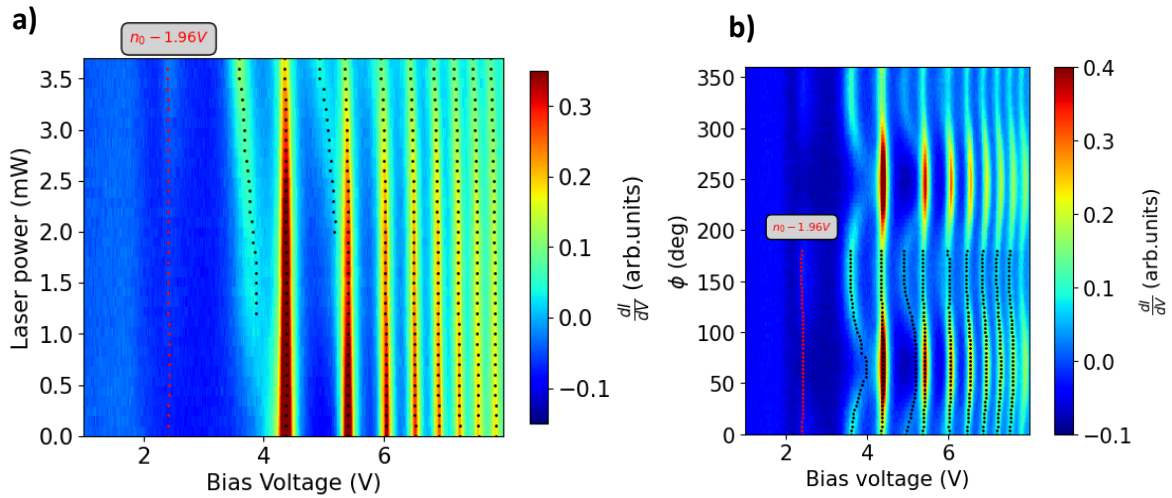 a)
n₀ − 1.96V
3.5
3.0
2.5
2.0
1.5
1.0
0.5
0.0
Laser power (mW)
2 4 6
Bias Voltage (V)
0.3
0.2
0.1
0.0
−0.1
dI/dV (arb.units)
b)
n₀ − 1.96V
350
300
250
200
150
100
50
0
ϕ (deg)
2 4 6
Bias voltage (V)
0.4
0.3
0.2
0.1
0.0
−0.1
dI/dV (arb.units)